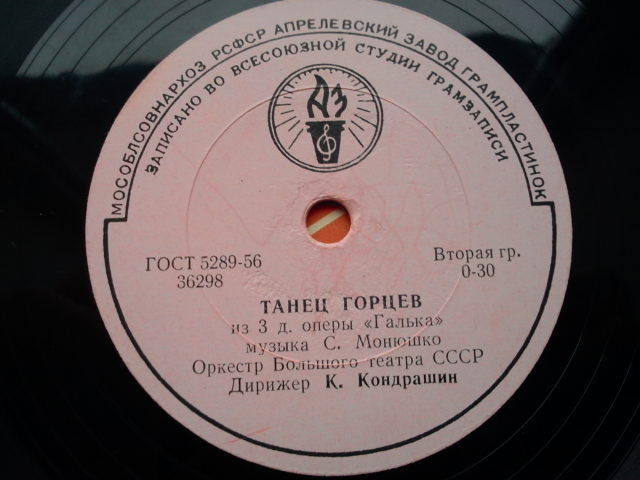 МОСОБЛСОВНАРХОЗ РСФСР АПРЕЛЕВСКИЙ ЗАВОД ГРАМПЛАСТИНОК
ЗАПИСАНО ВО ВСЕСОЮЗНОЙ СТУДИИ ГРАМЗАПИСИ
АЗ
ГОСТ 5289-56
36298
Вторая гр.
0-30
ТАНЕЦ ГОРЦЕВ
из 3 д. оперы «Галька»
музыка С. Монюшко
Оркестр Большого театра СССР
Дирижер К. Кондрашин